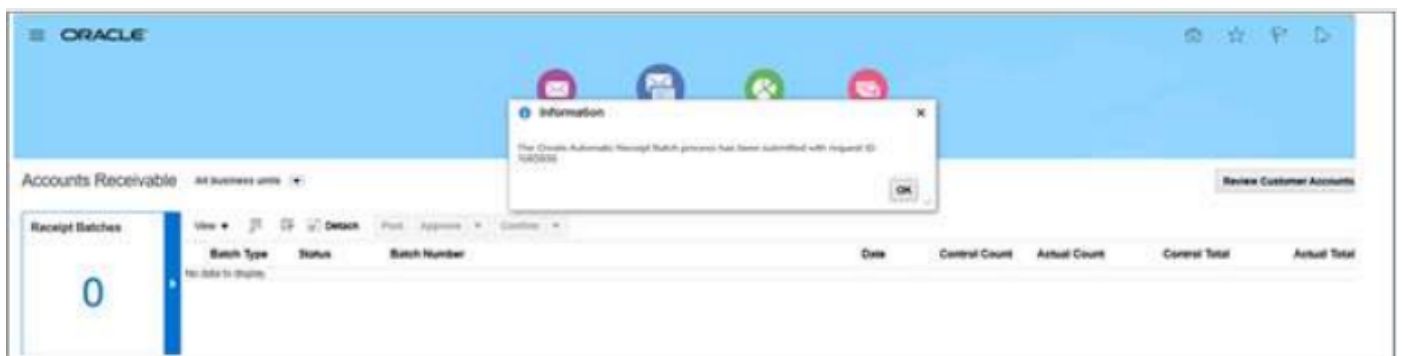 ORACLE
Information
The Create Automatic Receipt Batch process has been submitted with request ID
OK
Accounts Receivable All business units
Review Customer Accounts
Receipt Batches
View Detach Post Approve Confirm
Batch Type Status Batch Number Date Control Count Actual Count Control Total Actual Total
No data to display.
0